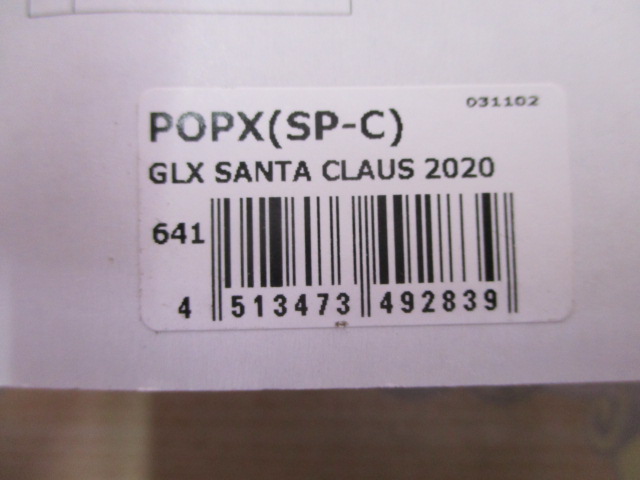 031102
POPX(SP-C)
GLX SANTA CLAUS 2020
641
4 513473 492839